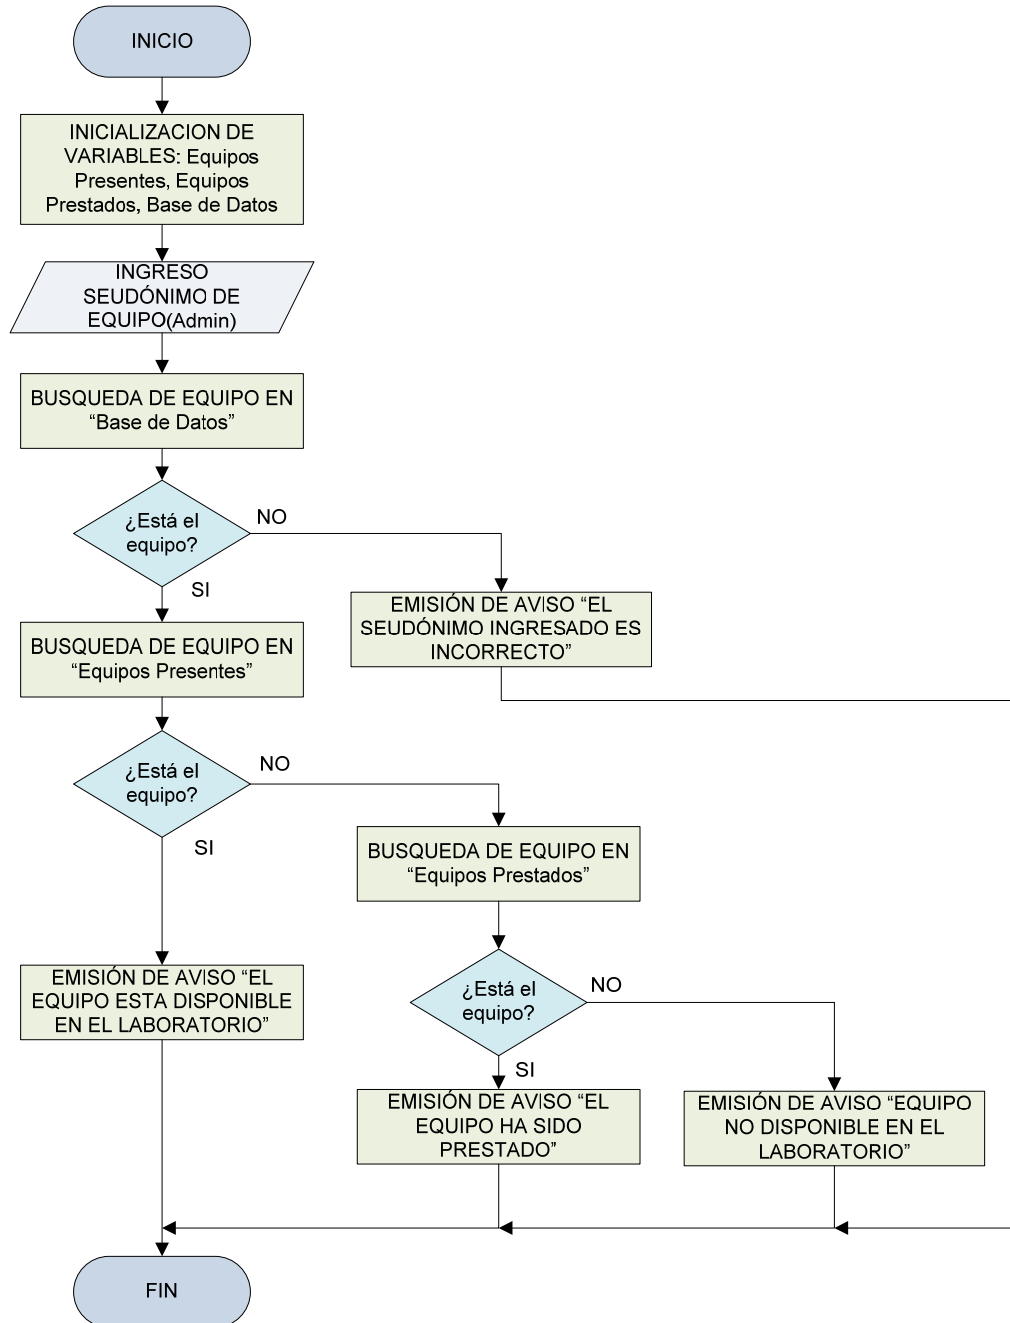 INICIO
INICIALIZACION DE
VARIABLES: Equipos
Presentes, Equipos
Prestados, Base de Datos
INGRESO
SEUDÓNIMO DE
EQUIPO(Admin)
BUSQUEDA DE EQUIPO EN
“Base de Datos”
¿Está el
equipo?
NO
SI
EMISIÓN DE AVISO “EL
SEUDÓNIMO INGRESADO ES
INCORRECTO”
BUSQUEDA DE EQUIPO EN
“Equipos Presentes”
¿Está el
equipo?
NO
SI
BUSQUEDA DE EQUIPO EN
“Equipos Prestados”
EMISIÓN DE AVISO “EL
EQUIPO ESTA DISPONIBLE
EN EL LABORATORIO”
¿Está el
equipo?
NO
SI
EMISIÓN DE AVISO “EL
EQUIPO HA SIDO
PRESTADO”
EMISIÓN DE AVISO “EQUIPO
NO DISPONIBLE EN EL
LABORATORIO”
FIN